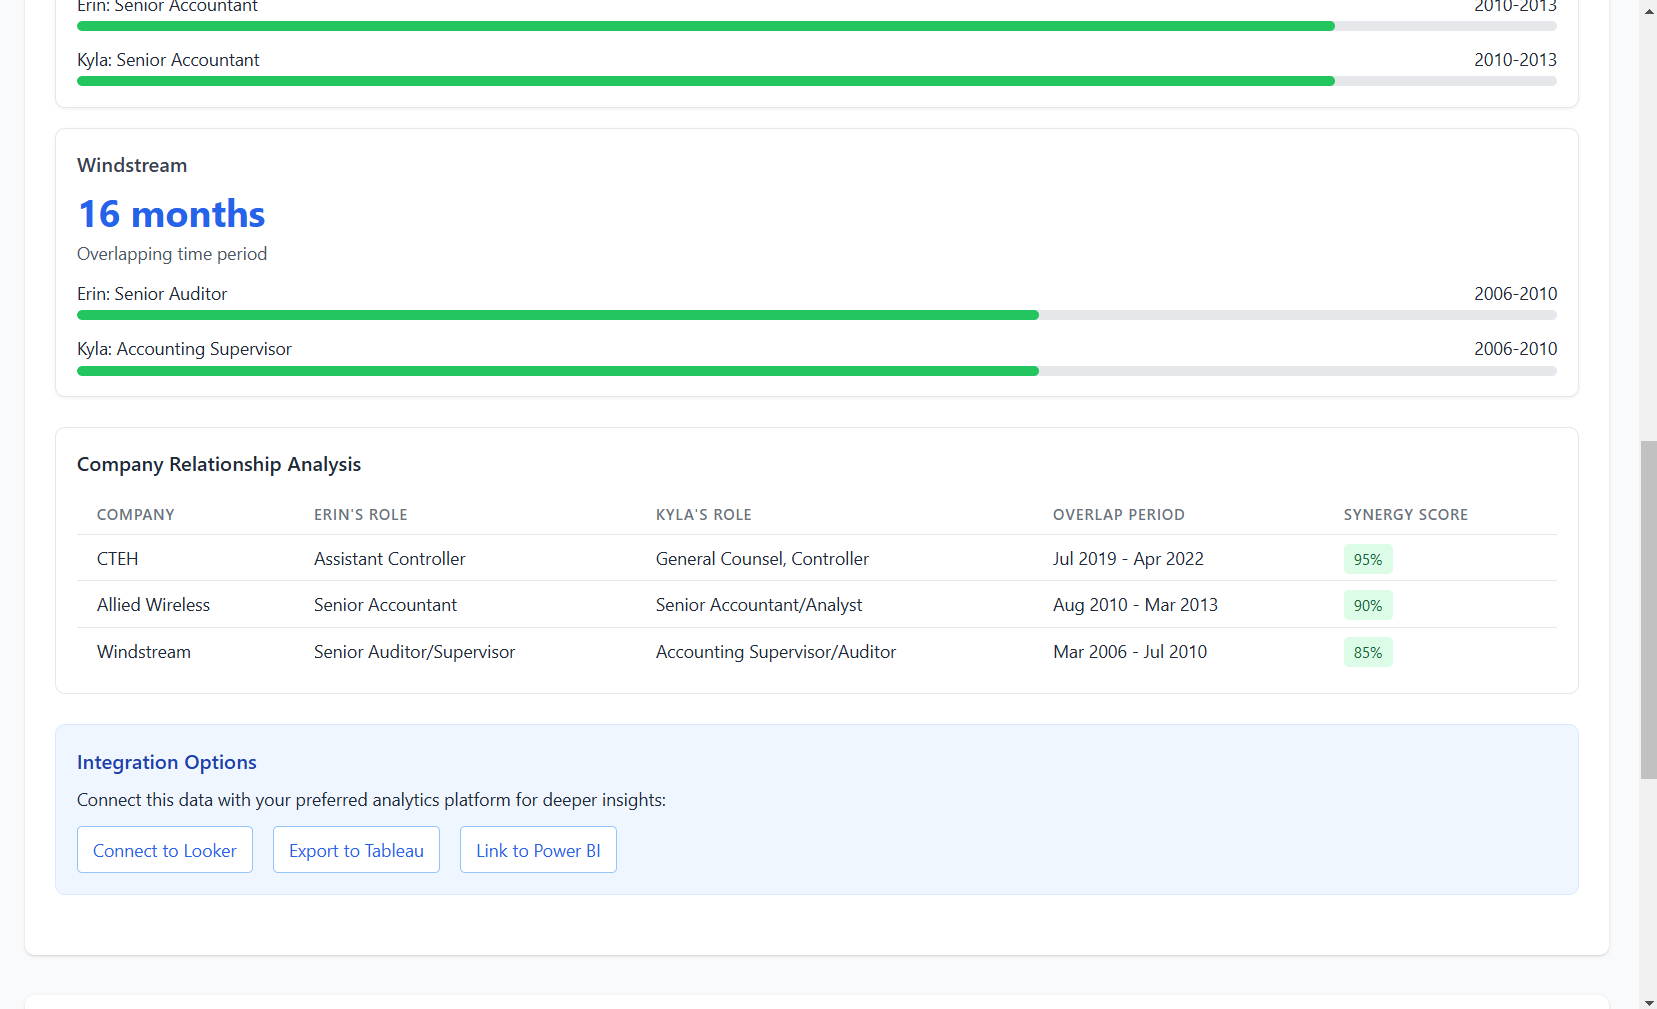 Erin: Senior Accountant 2010-2013
Kyla: Senior Accountant 2010-2013
Windstream
16 months
Overlapping time period
Erin: Senior Auditor 2006-2010
Kyla: Accounting Supervisor 2006-2010
Company Relationship Analysis
COMPANY ERIN'S ROLE KYLA'S ROLE OVERLAP PERIOD SYNERGY SCORE
CTEH Assistant Controller General Counsel, Controller Jul 2019 - Apr 2022 95%
Allied Wireless Senior Accountant Senior Accountant/Analyst Aug 2010 - Mar 2013 90%
Windstream Senior Auditor/Supervisor Accounting Supervisor/Auditor Mar 2006 - Jul 2010 85%
Integration Options
Connect this data with your preferred analytics platform for deeper insights:
Connect to Looker Export to Tableau Link to Power BI